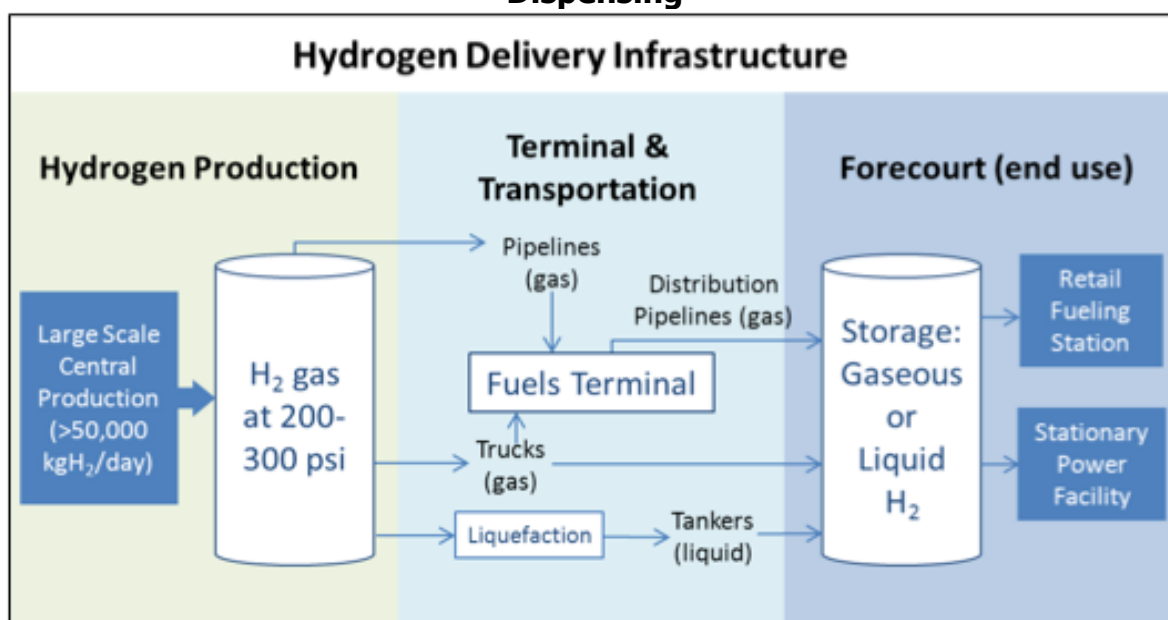 Dispensing
Hydrogen Delivery Infrastructure
Hydrogen Production
Large Scale
Central
Production
(>50,000
kgH₂/day)
H₂ gas
at 200-
300 psi
Terminal &
Transportation
Pipelines
(gas)
Distribution
Pipelines (gas)
Fuels Terminal
Trucks
(gas)
Liquefaction
Tankers
(liquid)
Forecourt (end use)
Storage:
Gaseous
or
Liquid
H₂
Retail
Fueling
Station
Stationary
Power
Facility